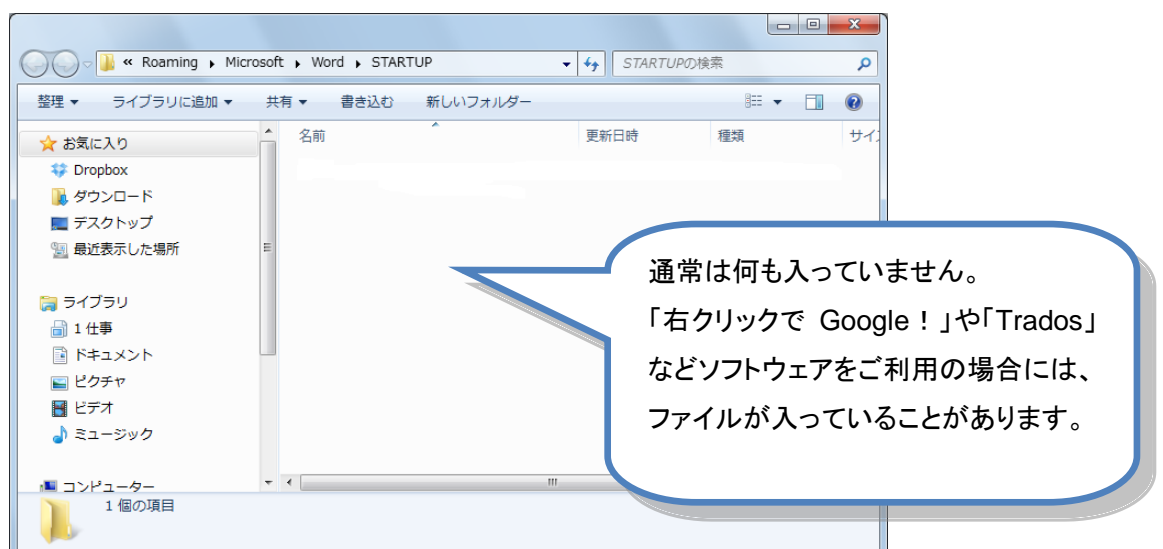 « Roaming ▸ Microsoft ▸ Word ▸ STARTUP
STARTUPの検索
整理 ▼ ライブラリに追加 ▼ 共有 ▼ 書き込む 新しいフォルダー
名前 更新日時 種類 サイ
お気に入り
Dropbox
ダウンロード
デスクトップ
最近表示した場所
ライブラリ
1 仕事
ドキュメント
ピクチャ
ビデオ
ミュージック
コンピューター
1 個の項目
通常は何も入っていません。
「右クリックで Google！」や「Trados」
などソフトウェアをご利用の場合には、
ファイルが入っていることがあります。